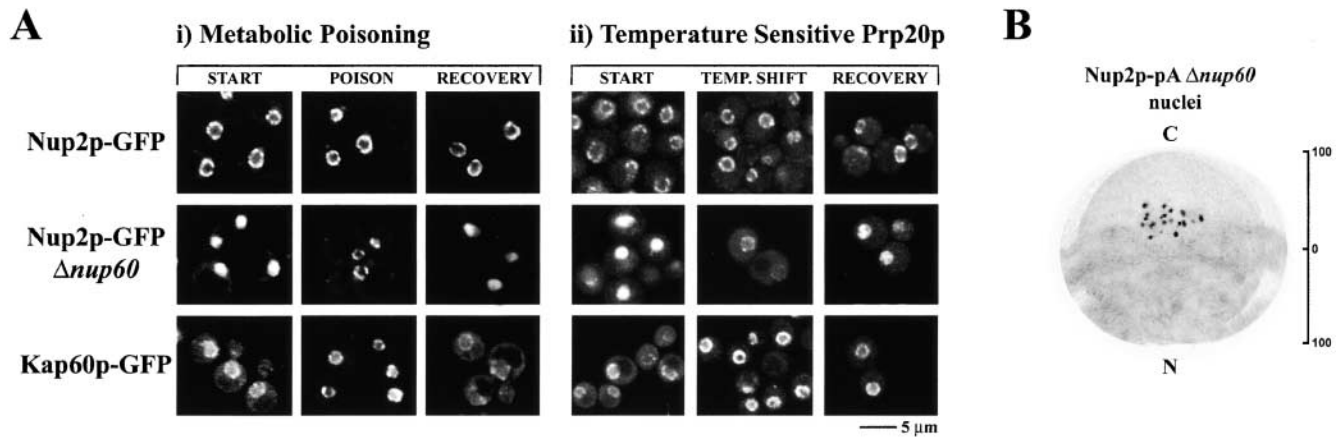 A
i) Metabolic Poisoning
ii) Temperature Sensitive Prp20p
START
POISON
RECOVERY
START
TEMP. SHIFT
RECOVERY
Nup2p-GFP
Nup2p-GFP
Δnup60
Kap60p-GFP
5 μm
B
Nup2p-pA Δnup60
nuclei
C
100
0
100
N